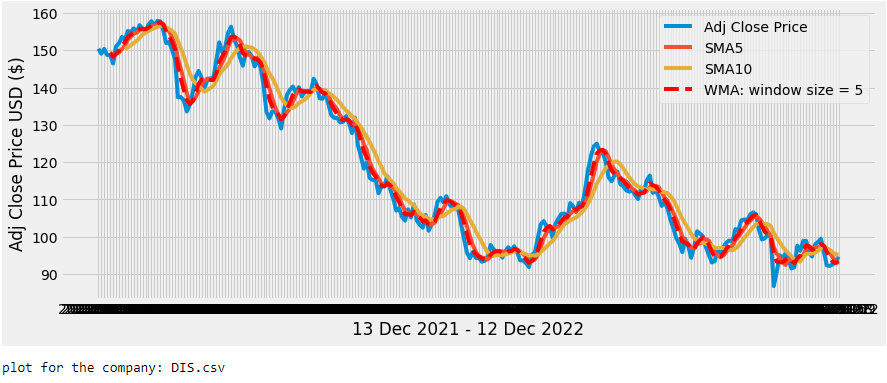 160
150
140
130
120
110
100
90
Adj Close Price USD ($)
Adj Close Price
SMA5
SMA10
WMA: window size = 5
13 Dec 2021 - 12 Dec 2022
plot for the company: DIS.csv